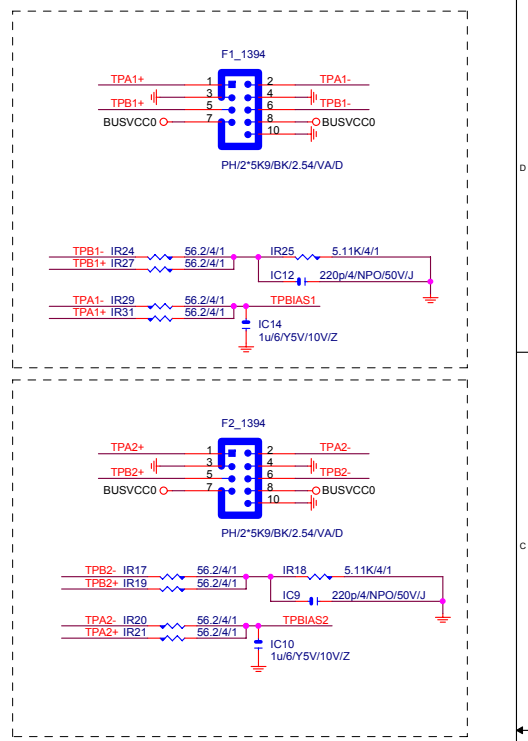 F1_1394
TPA1+ 1 2 TPA1-
3 4
TPB1+ 5 6 TPB1-
BUSVCC0 7 8 BUSVCC0
10
PH/2*5K9/BK/2.54/VA/D
D
TPB1- IR24 56.2/4/1 IR25 5.11K/4/1
TPB1+ IR27 56.2/4/1
IC12 220p/4/NPO/50V/J
TPA1- IR29 56.2/4/1 TPBIAS1
TPA1+ IR31 56.2/4/1
IC14
1u/6/Y5V/10V/Z
F2_1394
TPA2+ 1 2 TPA2-
3 4
TPB2+ 5 6 TPB2-
BUSVCC0 7 8 BUSVCC0
10
PH/2*5K9/BK/2.54/VA/D
C
TPB2- IR17 56.2/4/1 IR18 5.11K/4/1
TPB2+ IR19 56.2/4/1
IC9 220p/4/NPO/50V/J
TPA2- IR20 56.2/4/1 TPBIAS2
TPA2+ IR21 56.2/4/1
IC10
1u/6/Y5V/10V/Z